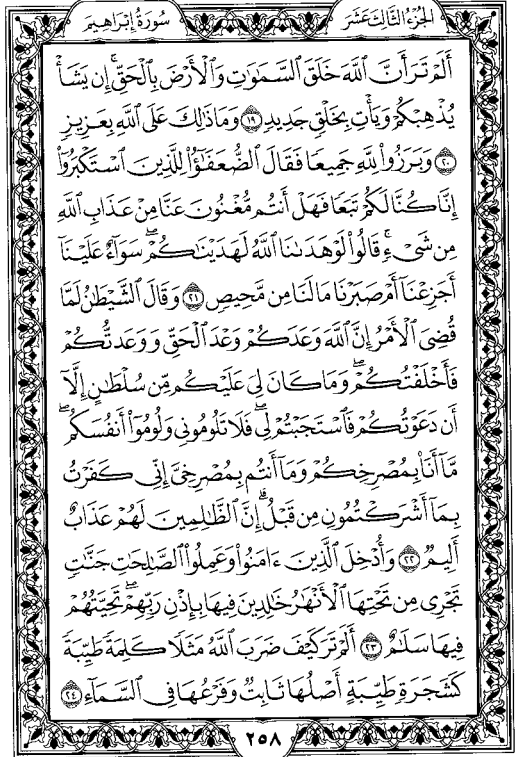 الجزء الثالث عشر
سورة إبراهيم
أَلَمْ تَرَ أَنَّ ٱللَّهَ خَلَقَ ٱلسَّمَٰوَٰتِ وَٱلْأَرْضَ بِٱلْحَقِّ ۚ إِن يَشَأْ
يُذْهِبْكُمْ وَيَأْتِ بِخَلْقٍ جَدِيدٍ ١٩ وَمَا ذَٰلِكَ عَلَى ٱللَّهِ بِعَزِيزٍ
٢٠ وَبَرَزُوا۟ لِلَّهِ جَمِيعًا فَقَالَ ٱلضُّعَفَٰٓؤُا۟ لِلَّذِينَ ٱسْتَكْبَرُوٓا۟
إِنَّا كُنَّا لَكُمْ تَبَعًا فَهَلْ أَنتُم مُّغْنُونَ عَنَّا مِنْ عَذَابِ ٱللَّهِ
مِن شَىْءٍ ۚ قَالُوا۟ لَوْ هَدَىٰنَا ٱللَّهُ لَهَدَيْنَٰكُمْ ۖ سَوَآءٌ عَلَيْنَآ
أَجَزِعْنَآ أَمْ صَبَرْنَا مَا لَنَا مِن مَّحِيصٍ ٢١ وَقَالَ ٱلشَّيْطَٰنُ لَمَّا
قُضِىَ ٱلْأَمْرُ إِنَّ ٱللَّهَ وَعَدَكُمْ وَعْدَ ٱلْحَقِّ وَوَعَدتُّكُمْ
فَأَخْلَفْتُكُمْ ۖ وَمَا كَانَ لِىَ عَلَيْكُم مِّن سُلْطَٰنٍ إِلَّآ
أَن دَعَوْتُكُمْ فَٱسْتَجَبْتُمْ لِى ۖ فَلَا تَلُومُونِى وَلُومُوٓا۟ أَنفُسَكُم ۖ
مَّآ أَنَا۠ بِمُصْرِخِكُمْ وَمَآ أَنتُم بِمُصْرِخِىَّ ۖ إِنِّى كَفَرْتُ
بِمَآ أَشْرَكْتُمُونِ مِن قَبْلُ ۗ إِنَّ ٱلظَّٰلِمِينَ لَهُمْ عَذَابٌ
أَلِيمٌ ٢٢ وَأُدْخِلَ ٱلَّذِينَ ءَامَنُوا۟ وَعَمِلُوا۟ ٱلصَّٰلِحَٰتِ جَنَّٰتٍ
تَجْرِى مِن تَحْتِهَا ٱلْأَنْهَٰرُ خَٰلِدِينَ فِيهَا بِإِذْنِ رَبِّهِمْ ۖ تَحِيَّتُهُمْ
فِيهَا سَلَٰمٌ ٢٣ أَلَمْ تَرَ كَيْفَ ضَرَبَ ٱللَّهُ مَثَلًا كَلِمَةً طَيِّبَةً
كَشَجَرَةٍ طَيِّبَةٍ أَصْلُهَا ثَابِتٌ وَفَرْعُهَا فِى ٱلسَّمَآءِ ٢٤
٢٥٨